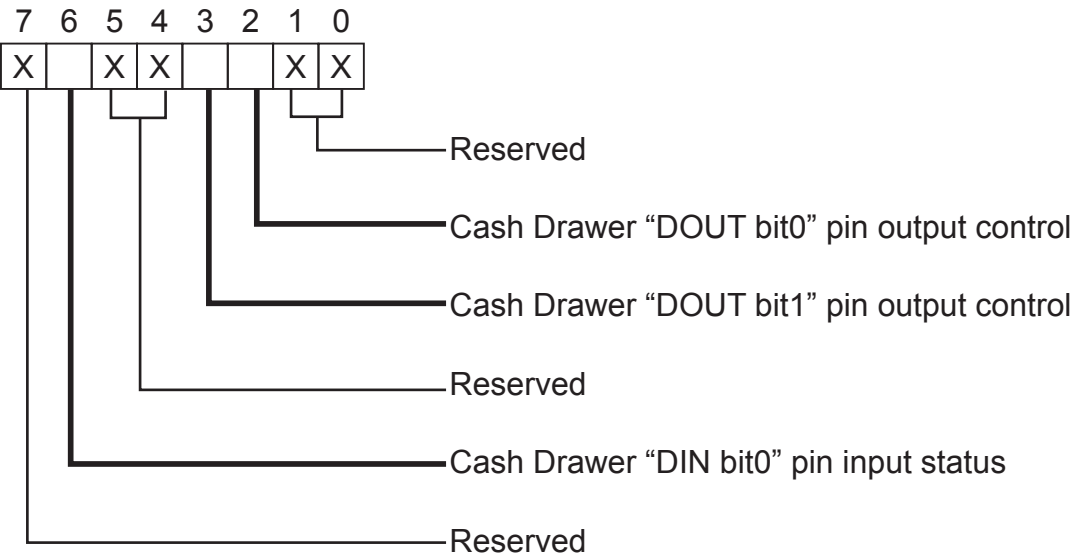 7 6 5 4 3 2 1 0
X X X X X
Reserved
Cash Drawer “DOUT bit0” pin output control
Cash Drawer “DOUT bit1” pin output control
Reserved
Cash Drawer “DIN bit0” pin input status
Reserved